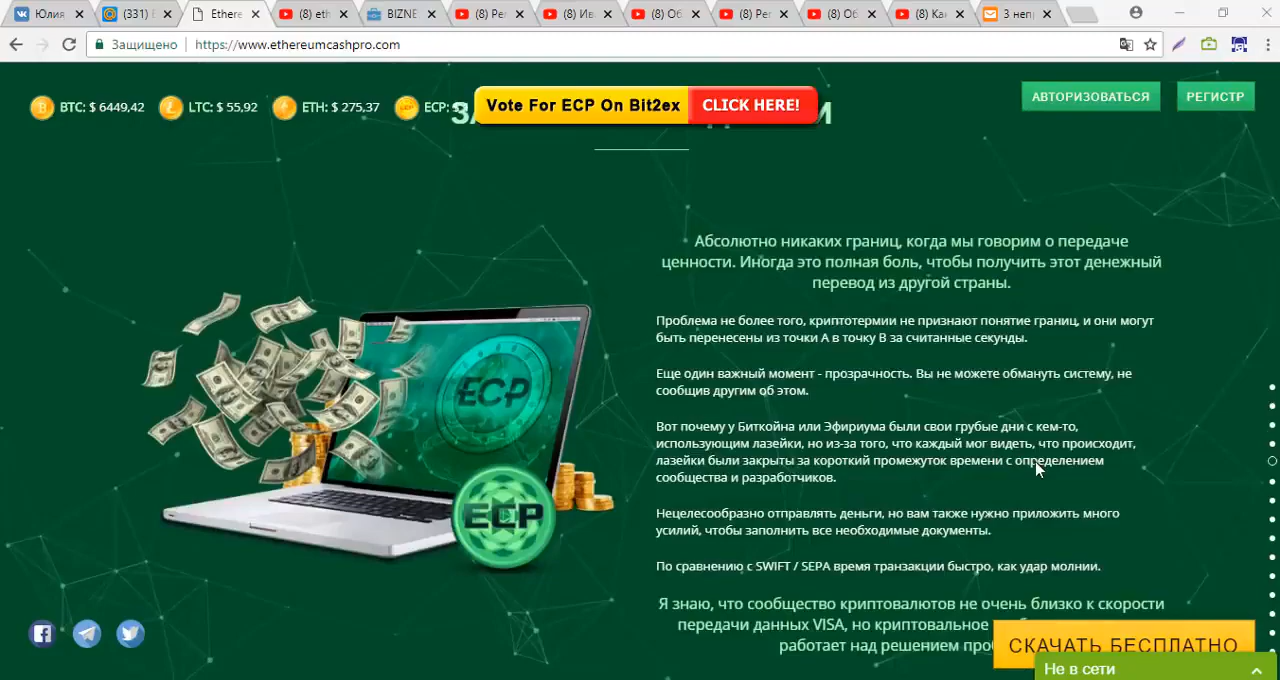 Юлия
(331)
Ethere
(8) eth
BIZNE
(8) Рег
(8) Ива
(8) Об
(8) Рег
(8) Об
(8) Как
3 непр
Защищено
https://www.ethereumcashpro.com
BTC: $ 6449,42
LTC: $ 55,92
ETH: $ 275,37
ECP:
Vote For ECP On Bit2ex
CLICK HERE!
АВТОРИЗОВАТЬСЯ
РЕГИСТР
Абсолютно никаких границ, когда мы говорим о передаче
ценности. Иногда это полная боль, чтобы получить этот денежный
перевод из другой страны.
Проблема не более того, криптотермии не признают понятие границ, и они могут
быть перенесены из точки А в точку В за считанные секунды.
Еще один важный момент - прозрачность. Вы не можете обмануть систему, не
сообщив другим об этом.
Вот почему у Биткойна или Эфириума были свои грубые дни с кем-то,
использующим лазейки, но из-за того, что каждый мог видеть, что происходит,
лазейки были закрыты за короткий промежуток времени с определением
сообщества и разработчиков.
Нецелесообразно отправлять деньги, но вам также нужно приложить много
усилий, чтобы заполнить все необходимые документы.
По сравнению с SWIFT / SEPA время транзакции быстро, как удар молнии.
Я знаю, что сообщество криптовалютов не очень близко к скорости
передачи данных VISA, но криптовальное
работает над решением
ECP
ECP
СКАЧАТЬ БЕСПЛАТНО
Не в сети